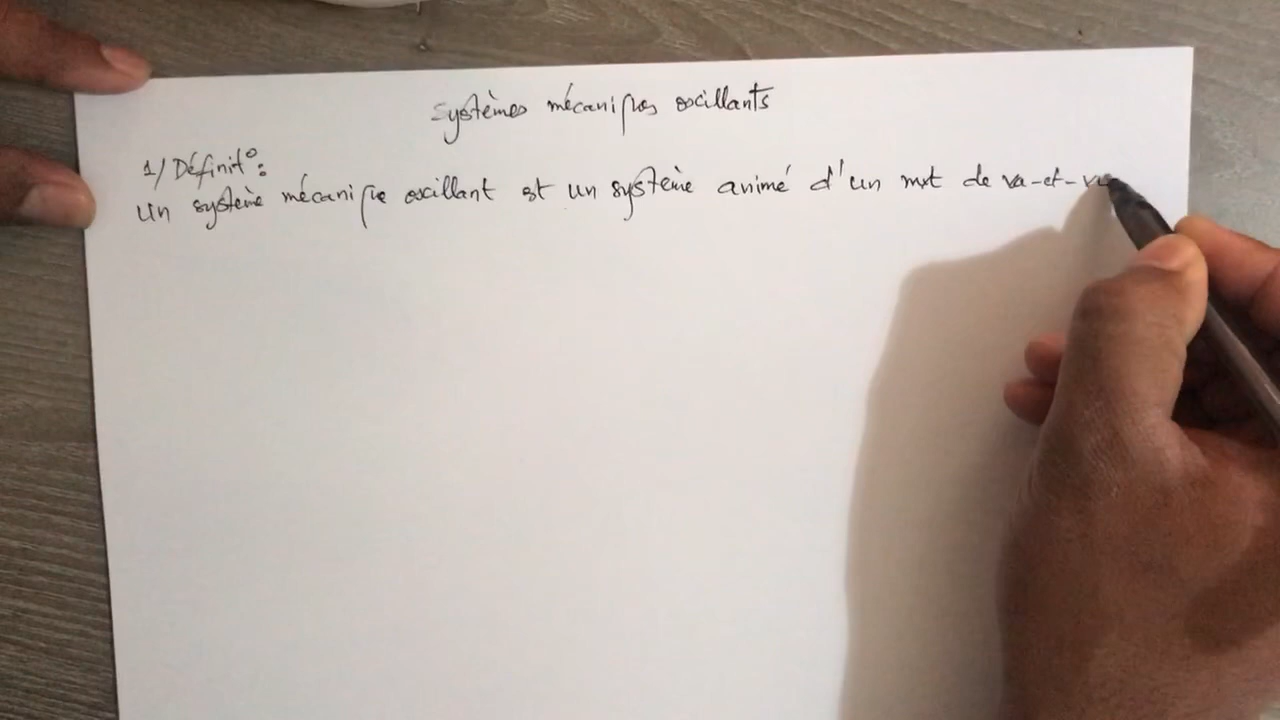 Systèmes mécaniques oscillants
1/ Définit°:
Un système mécanique oscillant est un système animé d'un mvt de va-et-vi